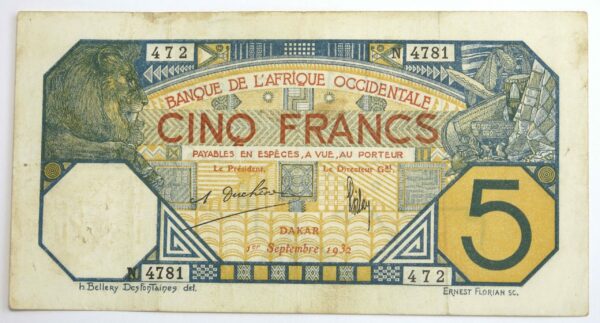 472 N 4781
BANQUE DE L'AFRIQUE OCCIDENTALE
CINQ FRANCS
PAYABLES EN ESPÈCES, A VUE, AU PORTEUR
Le Président, Le Directeur Gal,
DAKAR
1er Septembre 1932
5
N 4781 472
h. Bellery Desfontaines del. ERNEST FLORIAN SC.